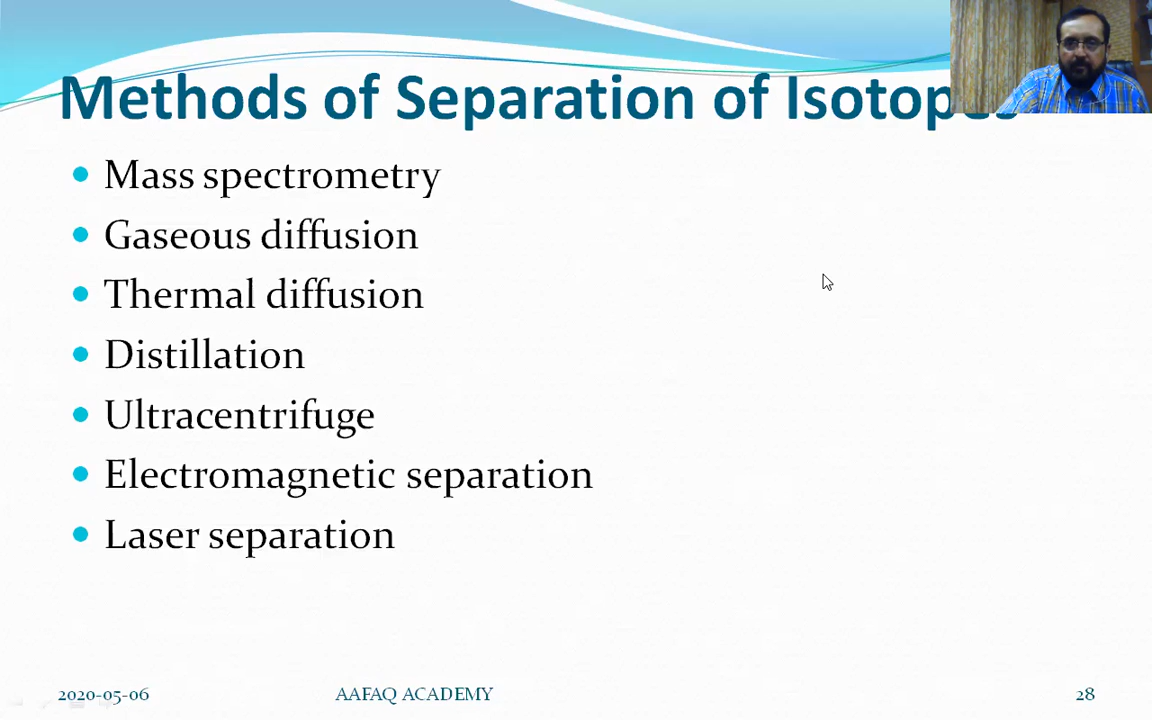 Methods of Separation of Isotopes
Mass spectrometry
Gaseous diffusion
Thermal diffusion
Distillation
Ultracentrifuge
Electromagnetic separation
Laser separation
2020-05-06 AAFAQ ACADEMY 28